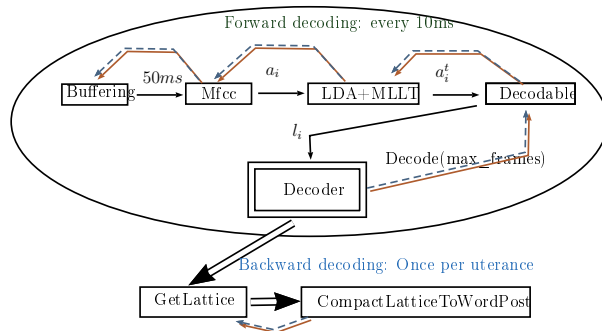 Forward decoding: every 10ms
Buffering
50ms
Mfcc
a_i
LDA+MLLT
a_i^t
Decodable
l_i
Decode(max_frames)
Decoder
Backward decoding: Once per uterance
GetLattice
CompactLatticeToWordPost